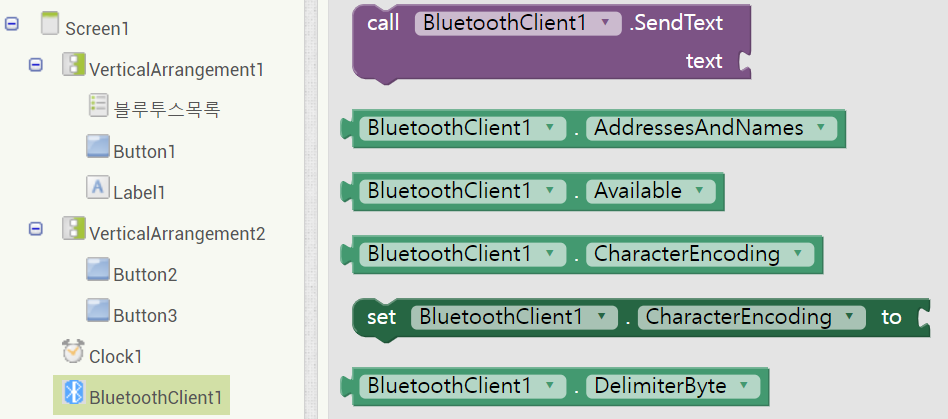 Screen1
VerticalArrangement1
블루투스목록
Button1
A Label1
VerticalArrangement2
Button2
Button3
Clock1
BluetoothClient1
call BluetoothClient1 .SendText
text
BluetoothClient1 . AddressesAndNames
BluetoothClient1 . Available
BluetoothClient1 . CharacterEncoding
set BluetoothClient1 . CharacterEncoding to
BluetoothClient1 . DelimiterByte